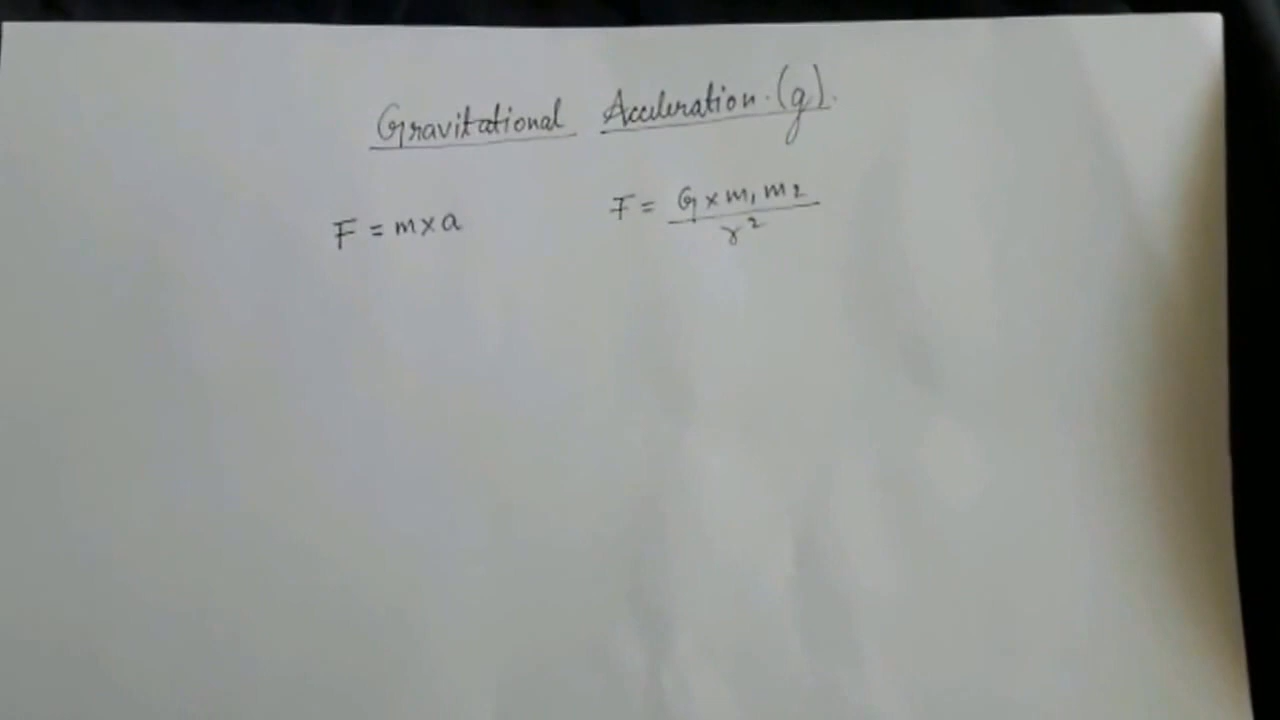 Gravitational Acceleration. (g).
F = m x a
F = G x m₁ m₂ / r²